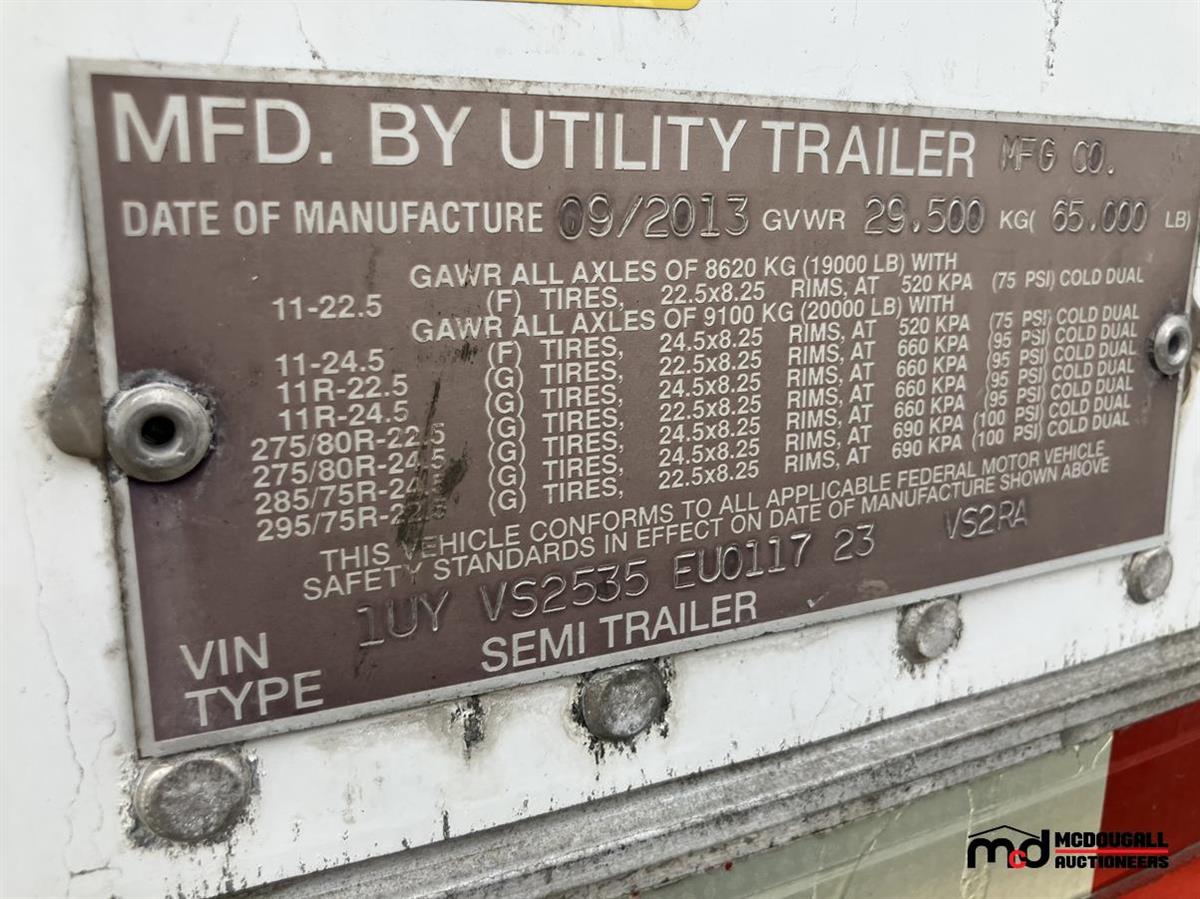 MFD. BY UTILITY TRAILER MFG CO.
DATE OF MANUFACTURE 09/2013 GVWR 29,500 KG( 65,000 LB)
GAWR ALL AXLES OF 8620 KG (19000 LB) WITH
11-22.5 (F) TIRES, 22.5x8.25 RIMS, AT 520 KPA (75 PSI) COLD DUAL
GAWR ALL AXLES OF 9100 KG (20000 LB) WITH
11-24.5 (F) TIRES, 24.5x8.25 RIMS, AT 520 KPA (75 PSI) COLD DUAL
11R-22.5 (G) TIRES, 22.5x8.25 RIMS, AT 660 KPA (95 PSI) COLD DUAL
11R-24.5 (G) TIRES, 24.5x8.25 RIMS, AT 660 KPA (95 PSI) COLD DUAL
275/80R-22.5 (G) TIRES, 22.5x8.25 RIMS, AT 660 KPA (95 PSI) COLD DUAL
275/80R-24.5 (G) TIRES, 24.5x8.25 RIMS, AT 660 KPA (95 PSI) COLD DUAL
285/75R-24.5 (G) TIRES, 24.5x8.25 RIMS, AT 690 KPA (100 PSI) COLD DUAL
295/75R-22.5 (G) TIRES, 22.5x8.25 RIMS, AT 690 KPA (100 PSI) COLD DUAL
THIS VEHICLE CONFORMS TO ALL APPLICABLE FEDERAL MOTOR VEHICLE
SAFETY STANDARDS IN EFFECT ON DATE OF MANUFACTURE SHOWN ABOVE
VIN 1UY VS2535 EU0117 23 VS2RA
TYPE SEMI TRAILER
mcd MCDOUGALL
AUCTIONEERS